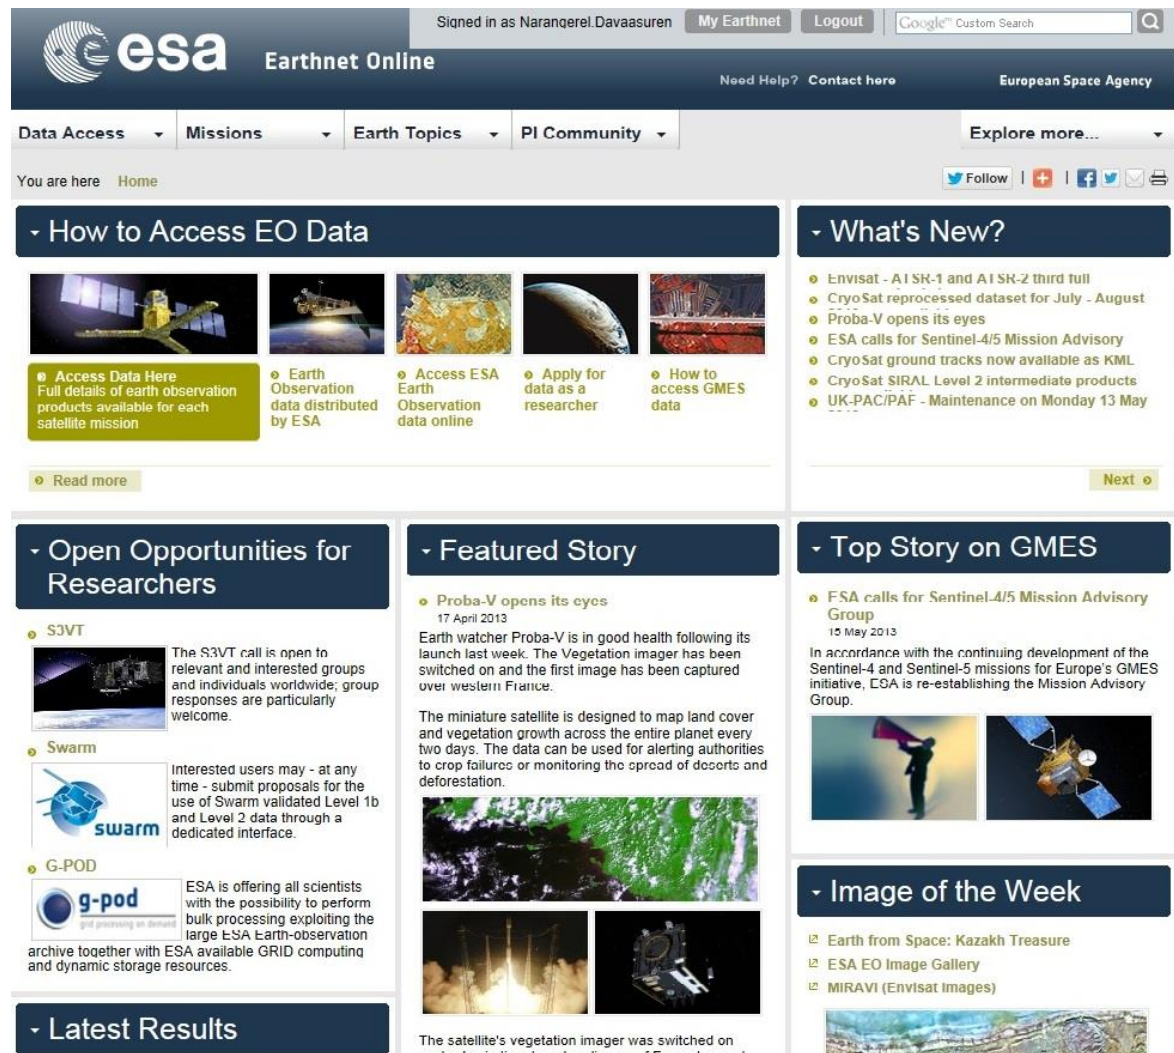 esa
Earthnet Online
Signed in as Narangerel.Davaasuren
My Earthnet
Logout
Google™ Custom Search
Need Help? Contact here
European Space Agency
Data Access
Missions
Earth Topics
PI Community
Explore more...
You are here Home
Follow
How to Access EO Data
Access Data Here
Full details of earth observation
products available for each
satellite mission
Earth
Observation
data distributed
by ESA
Access ESA
Earth
Observation
data online
Apply for
data as a
researcher
How to
access GMES
data
Read more
What's New?
Envisat - ATSR-1 and ATSR-2 third full
CryoSat reprocessed dataset for July - August
Proba-V opens its eyes
ESA calls for Sentinel-4/5 Mission Advisory
CryoSat ground tracks now available as KML
CryoSat SIRAL Level 2 intermediate products
UK-PAC/PAF - Maintenance on Monday 13 May
Next
Open Opportunities for
Researchers
S3VT
The S3VT call is open to
relevant and interested groups
and individuals worldwide; group
responses are particularly
welcome.
Swarm
swarm
Interested users may - at any
time - submit proposals for the
use of Swarm validated Level 1b
and Level 2 data through a
dedicated interface.
G-POD
g-pod
grid processing on demand
ESA is offering all scientists
with the possibility to perform
bulk processing exploiting the
large ESA Earth-observation
archive together with ESA available GRID computing
and dynamic storage resources.
Latest Results
Featured Story
Proba-V opens its eyes
17 April 2013
Earth watcher Proba-V is in good health following its
launch last week. The Vegetation imager has been
switched on and the first image has been captured
over western France.
The miniature satellite is designed to map land cover
and vegetation growth across the entire planet every
two days. The data can be used for alerting authorities
to crop failures or monitoring the spread of deserts and
deforestation.
The satellite's vegetation imager was switched on
Top Story on GMES
ESA calls for Sentinel-4/5 Mission Advisory
Group
15 May 2013
In accordance with the continuing development of the
Sentinel-4 and Sentinel-5 missions for Europe's GMES
initiative, ESA is re-establishing the Mission Advisory
Group.
Image of the Week
Earth from Space: Kazakh Treasure
ESA EO Image Gallery
MIRAVI (Envisat Images)